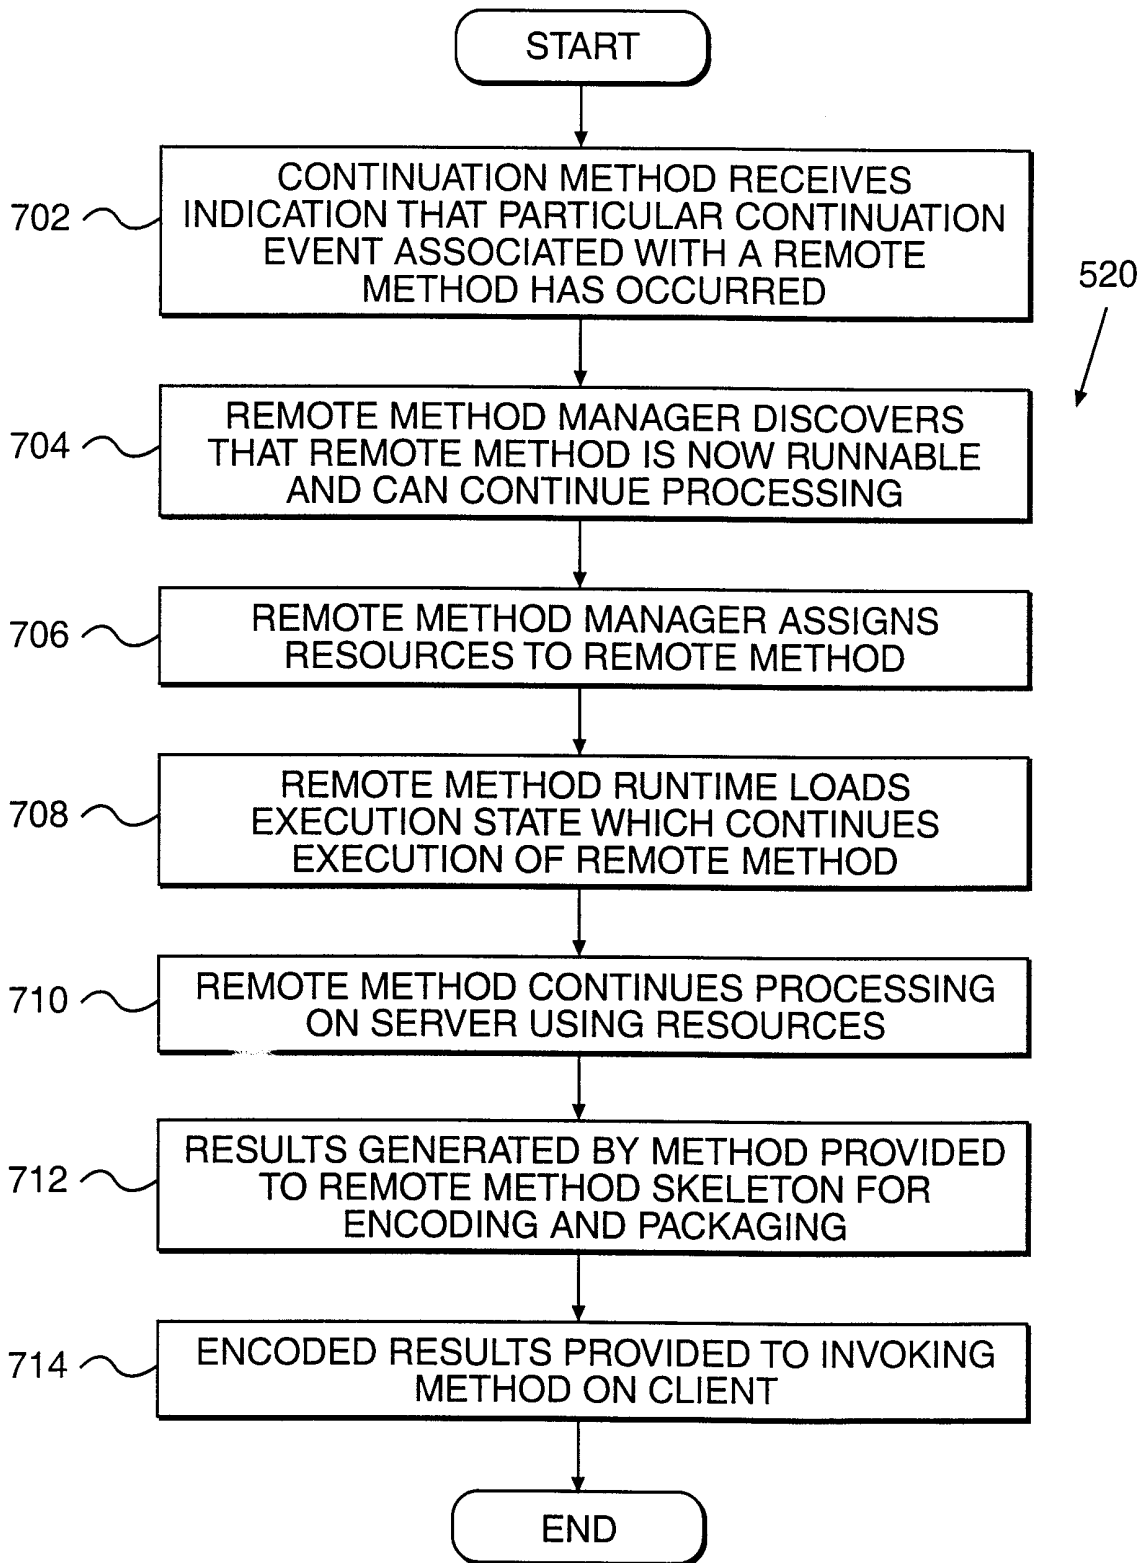 START
CONTINUATION METHOD RECEIVES
702
INDICATION THAT PARTICULAR CONTINUATION
EVENT ASSOCIATED WITH A REMOTE
METHOD HAS OCCURRED
520
REMOTE METHOD MANAGER DISCOVERS
704
THAT REMOTE METHOD IS NOW RUNNABLE
AND CAN CONTINUE PROCESSING
706
REMOTE METHOD MANAGER ASSIGNS
RESOURCES TO REMOTE METHOD
REMOTE METHOD RUNTIME LOADS
708
EXECUTION STATE WHICH CONTINUES
EXECUTION OF REMOTE METHOD
710
REMOTE METHOD CONTINUES PROCESSING
ON SERVER USING RESOURCES
RESULTS GENERATED BY METHOD PROVIDED
712
TO REMOTE METHOD SKELETON FOR
ENCODING AND PACKAGING
714
ENCODED RESULTS PROVIDED TO INVOKING
METHOD ON CLIENT
END